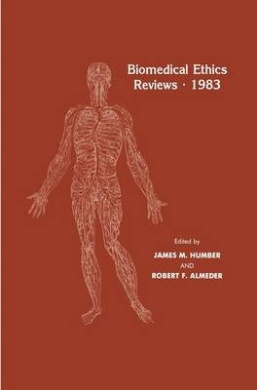 Biomedical Ethics
Reviews · 1983
Edited by
JAMES M. HUMBER
AND
ROBERT F. ALMEDER